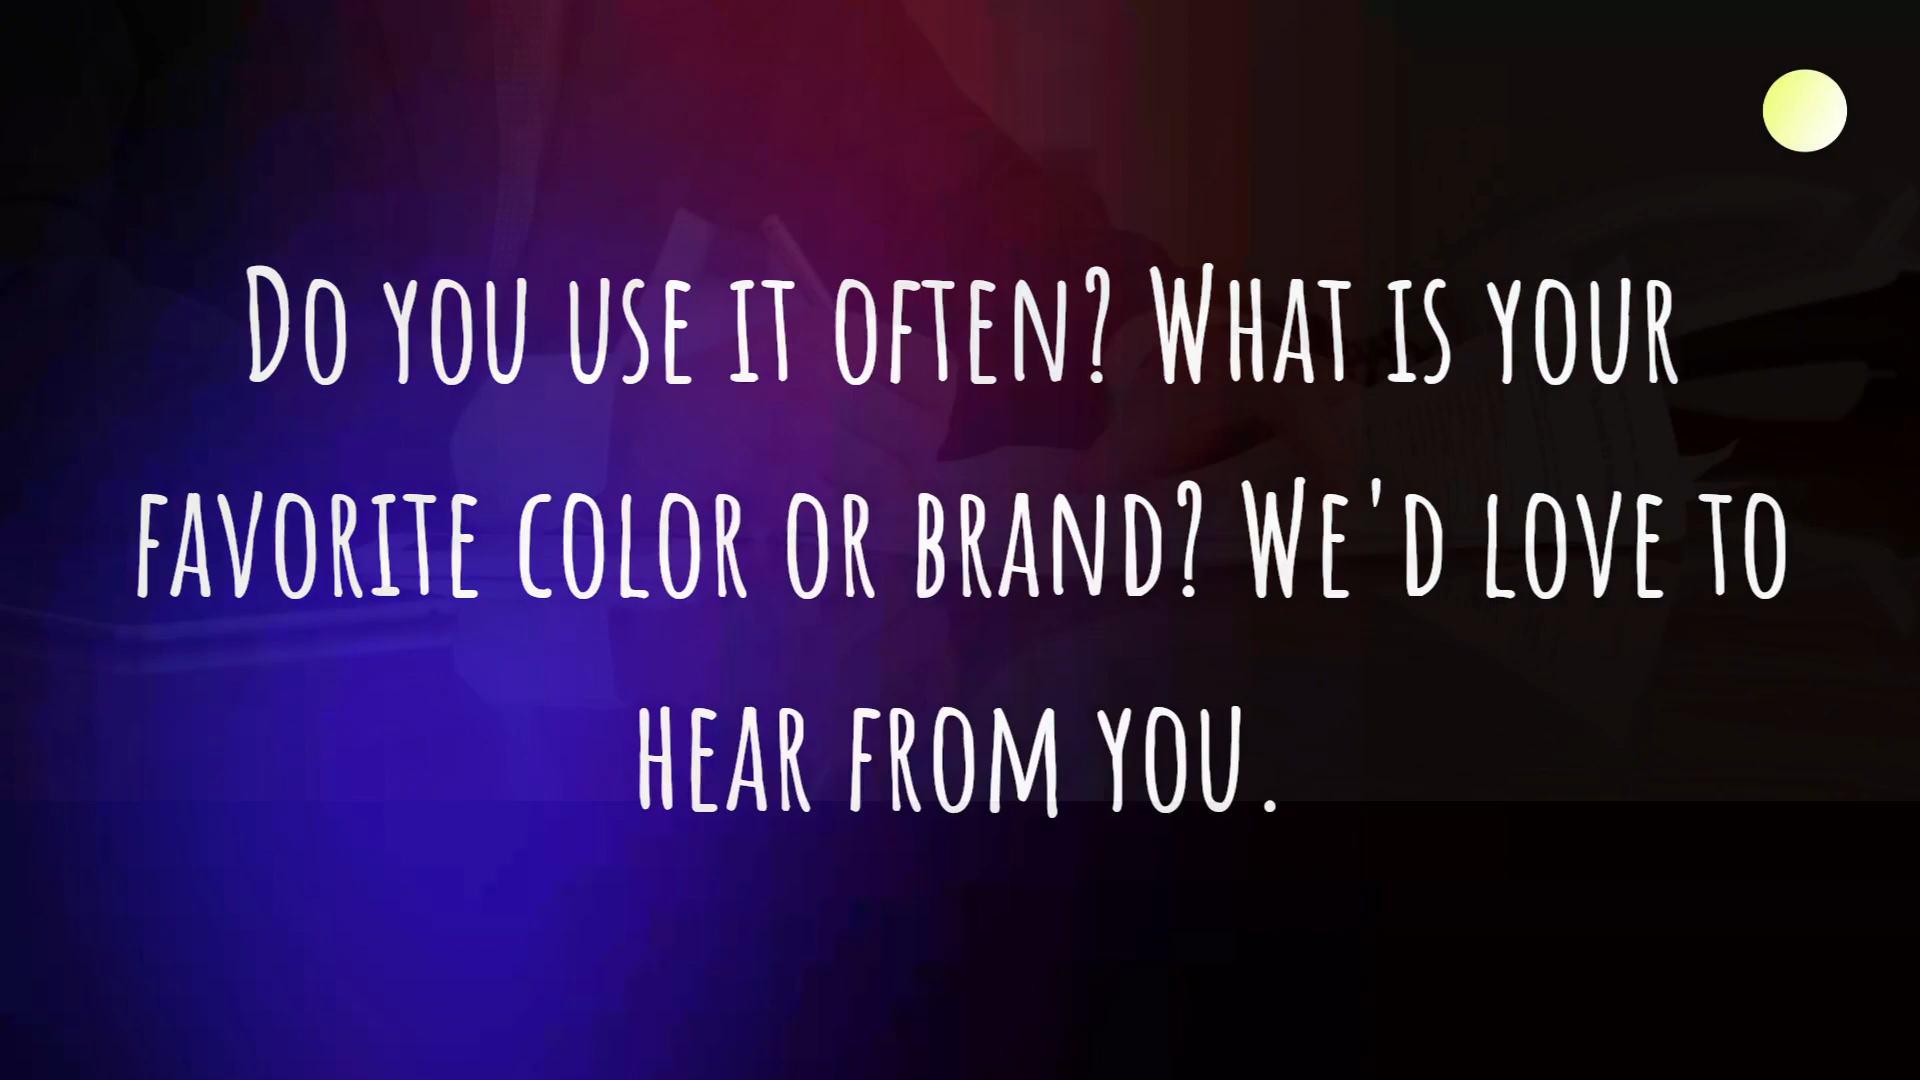 Do you use it often? What is your
favorite color or brand? We'd love to
hear from you.